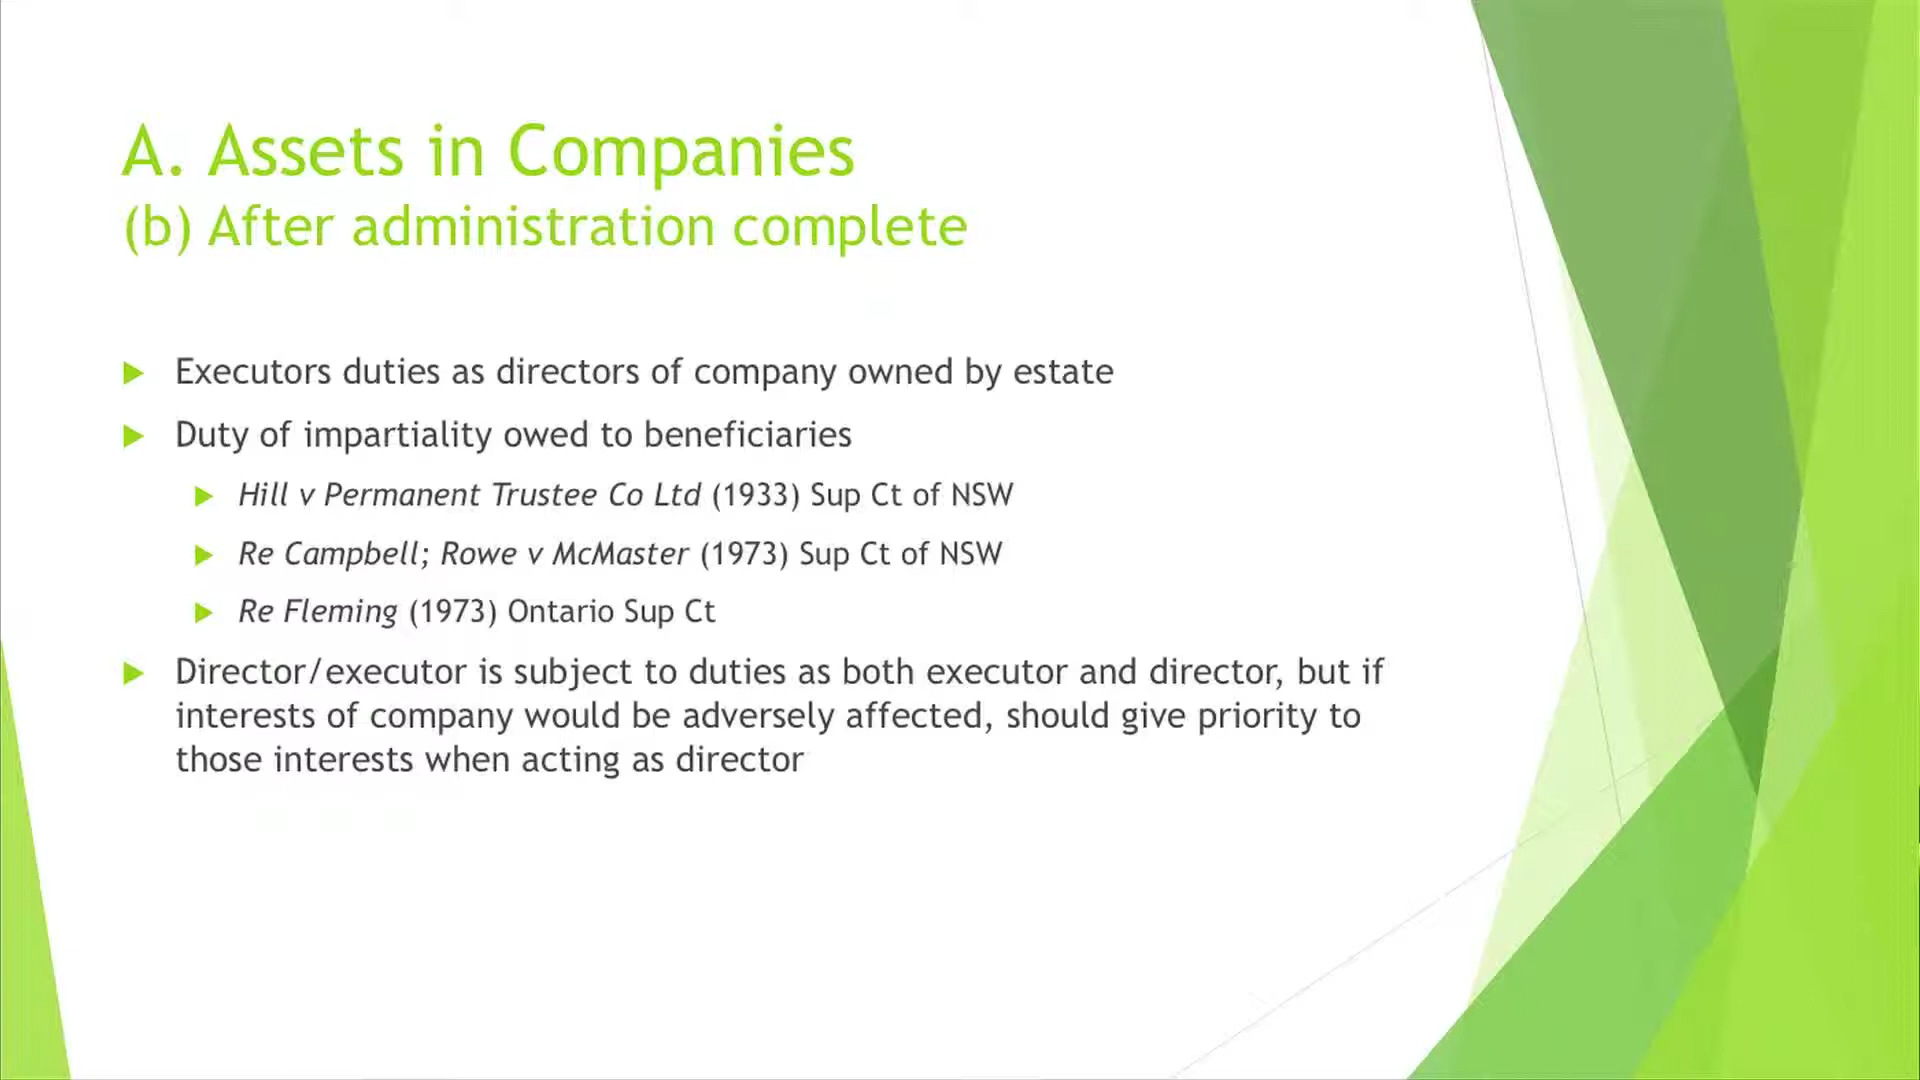 A. Assets in Companies
(b) After administration complete
Executors duties as directors of company owned by estate
Duty of impartiality owed to beneficiaries
Hill v Permanent Trustee Co Ltd (1933) Sup Ct of NSW
Re Campbell; Rowe v McMaster (1973) Sup Ct of NSW
Re Fleming (1973) Ontario Sup Ct
Director/executor is subject to duties as both executor and director, but if
interests of company would be adversely affected, should give priority to
those interests when acting as director